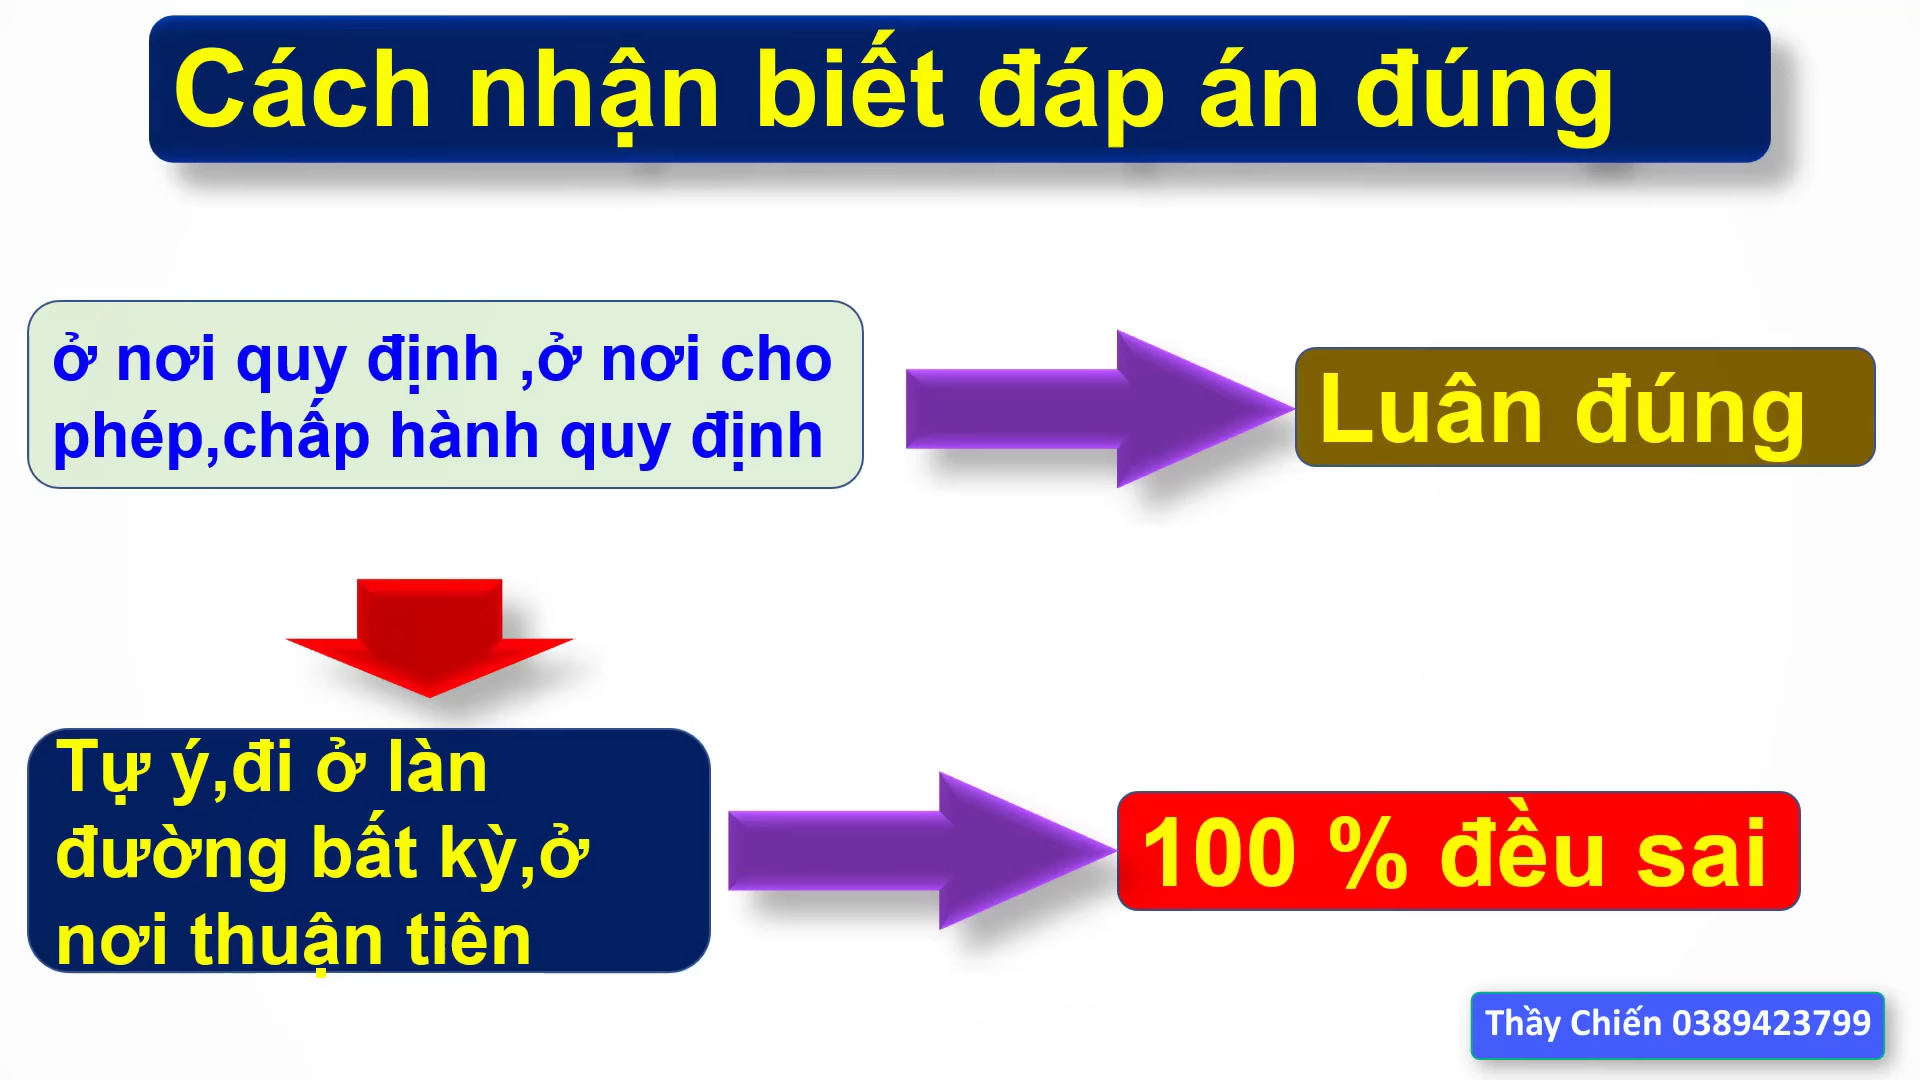 Cách nhận biết đáp án đúng
ở nơi quy định ,ở nơi cho
phép,chấp hành quy định
Luân đúng
Tự ý,đi ở làn
đường bất kỳ,ở
nơi thuận tiên
100 % đều sai
Thầy Chiến 0389423799